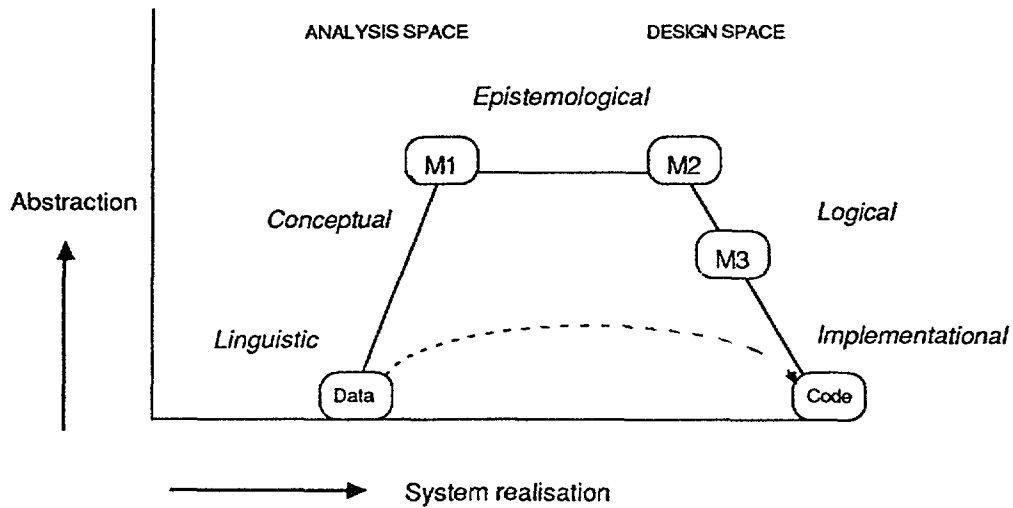 ANALYSIS SPACE
DESIGN SPACE
Epistemological
M1
M2
Abstraction
Conceptual
Logical
M3
Linguistic
Implementational
Data
Code
System realisation